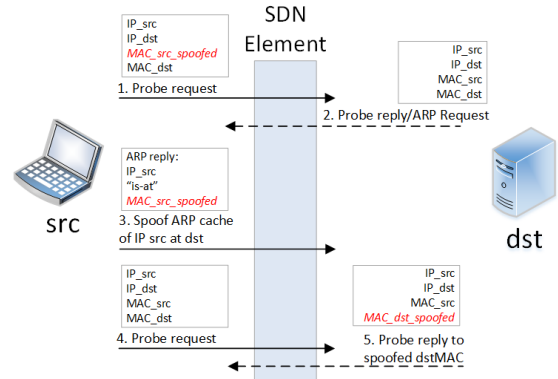 SDN
Element
IP_src
IP_dst
MAC_src_spoofed
MAC_dst
1. Probe request
IP_src
IP_dst
MAC_src
MAC_dst
2. Probe reply/ARP Request
src
dst
ARP reply:
IP_src
“is-at”
MAC_src_spoofed
3. Spoof ARP cache
of IP src at dst
IP_src
IP_dst
MAC_src
MAC_dst
4. Probe request
IP_src
IP_dst
MAC_src
MAC_dst_spoofed
5. Probe reply to
spoofed dstMAC